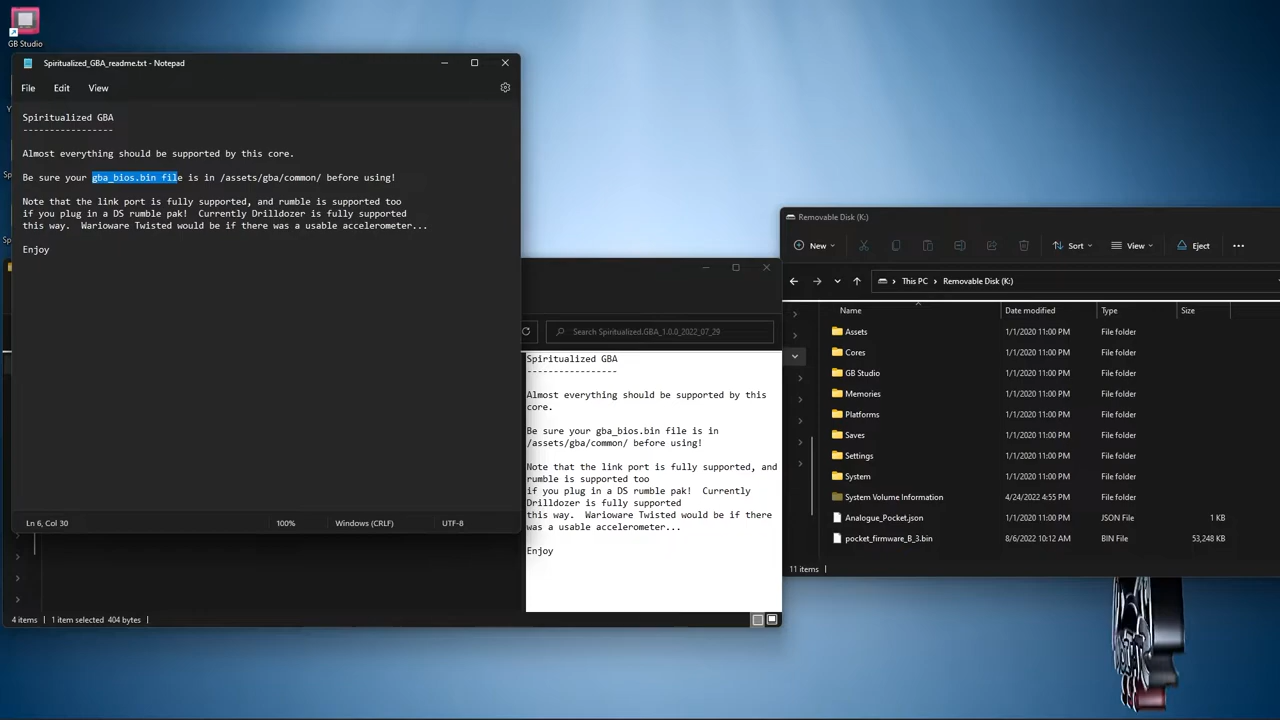 GB Studio
Spiritualized_GBA_readme.txt - Notepad
File Edit View
Spiritualized GBA
-----------------
Almost everything should be supported by this core.
Be sure your gba_bios.bin file is in /assets/gba/common/ before using!
Note that the link port is fully supported, and rumble is supported too
if you plug in a DS rumble pak!  Currently Drilldozer is fully supported
this way.  Warioware Twisted would be if there was a usable accelerometer...
Enjoy
Ln 6, Col 30 100% Windows (CRLF) UTF-8
Search Spiritualized.GBA_1.0.0_2022_07_29
Spiritualized GBA
-----------------
Almost everything should be supported by this
core.
Be sure your gba_bios.bin file is in
/assets/gba/common/ before using!
Note that the link port is fully supported, and
rumble is supported too
if you plug in a DS rumble pak!  Currently
Drilldozer is fully supported
this way.  Warioware Twisted would be if there
was a usable accelerometer...
Enjoy
4 items 1 item selected 404 bytes
Removable Disk (K:)
New Sort View Eject
This PC Removable Disk (K:)
Name Date modified Type Size
Assets 1/1/2020 11:00 PM File folder
Cores 1/1/2020 11:00 PM File folder
GB Studio 1/1/2020 11:00 PM File folder
Memories 1/1/2020 11:00 PM File folder
Platforms 1/1/2020 11:00 PM File folder
Saves 1/1/2020 11:00 PM File folder
Settings 1/1/2020 11:00 PM File folder
System 1/1/2020 11:00 PM File folder
System Volume Information 4/24/2022 4:55 PM File folder
Analogue_Pocket.json 1/1/2020 11:00 PM JSON File 1 KB
pocket_firmware_B_3.bin 8/6/2022 10:12 AM BIN File 53,248 KB
11 items